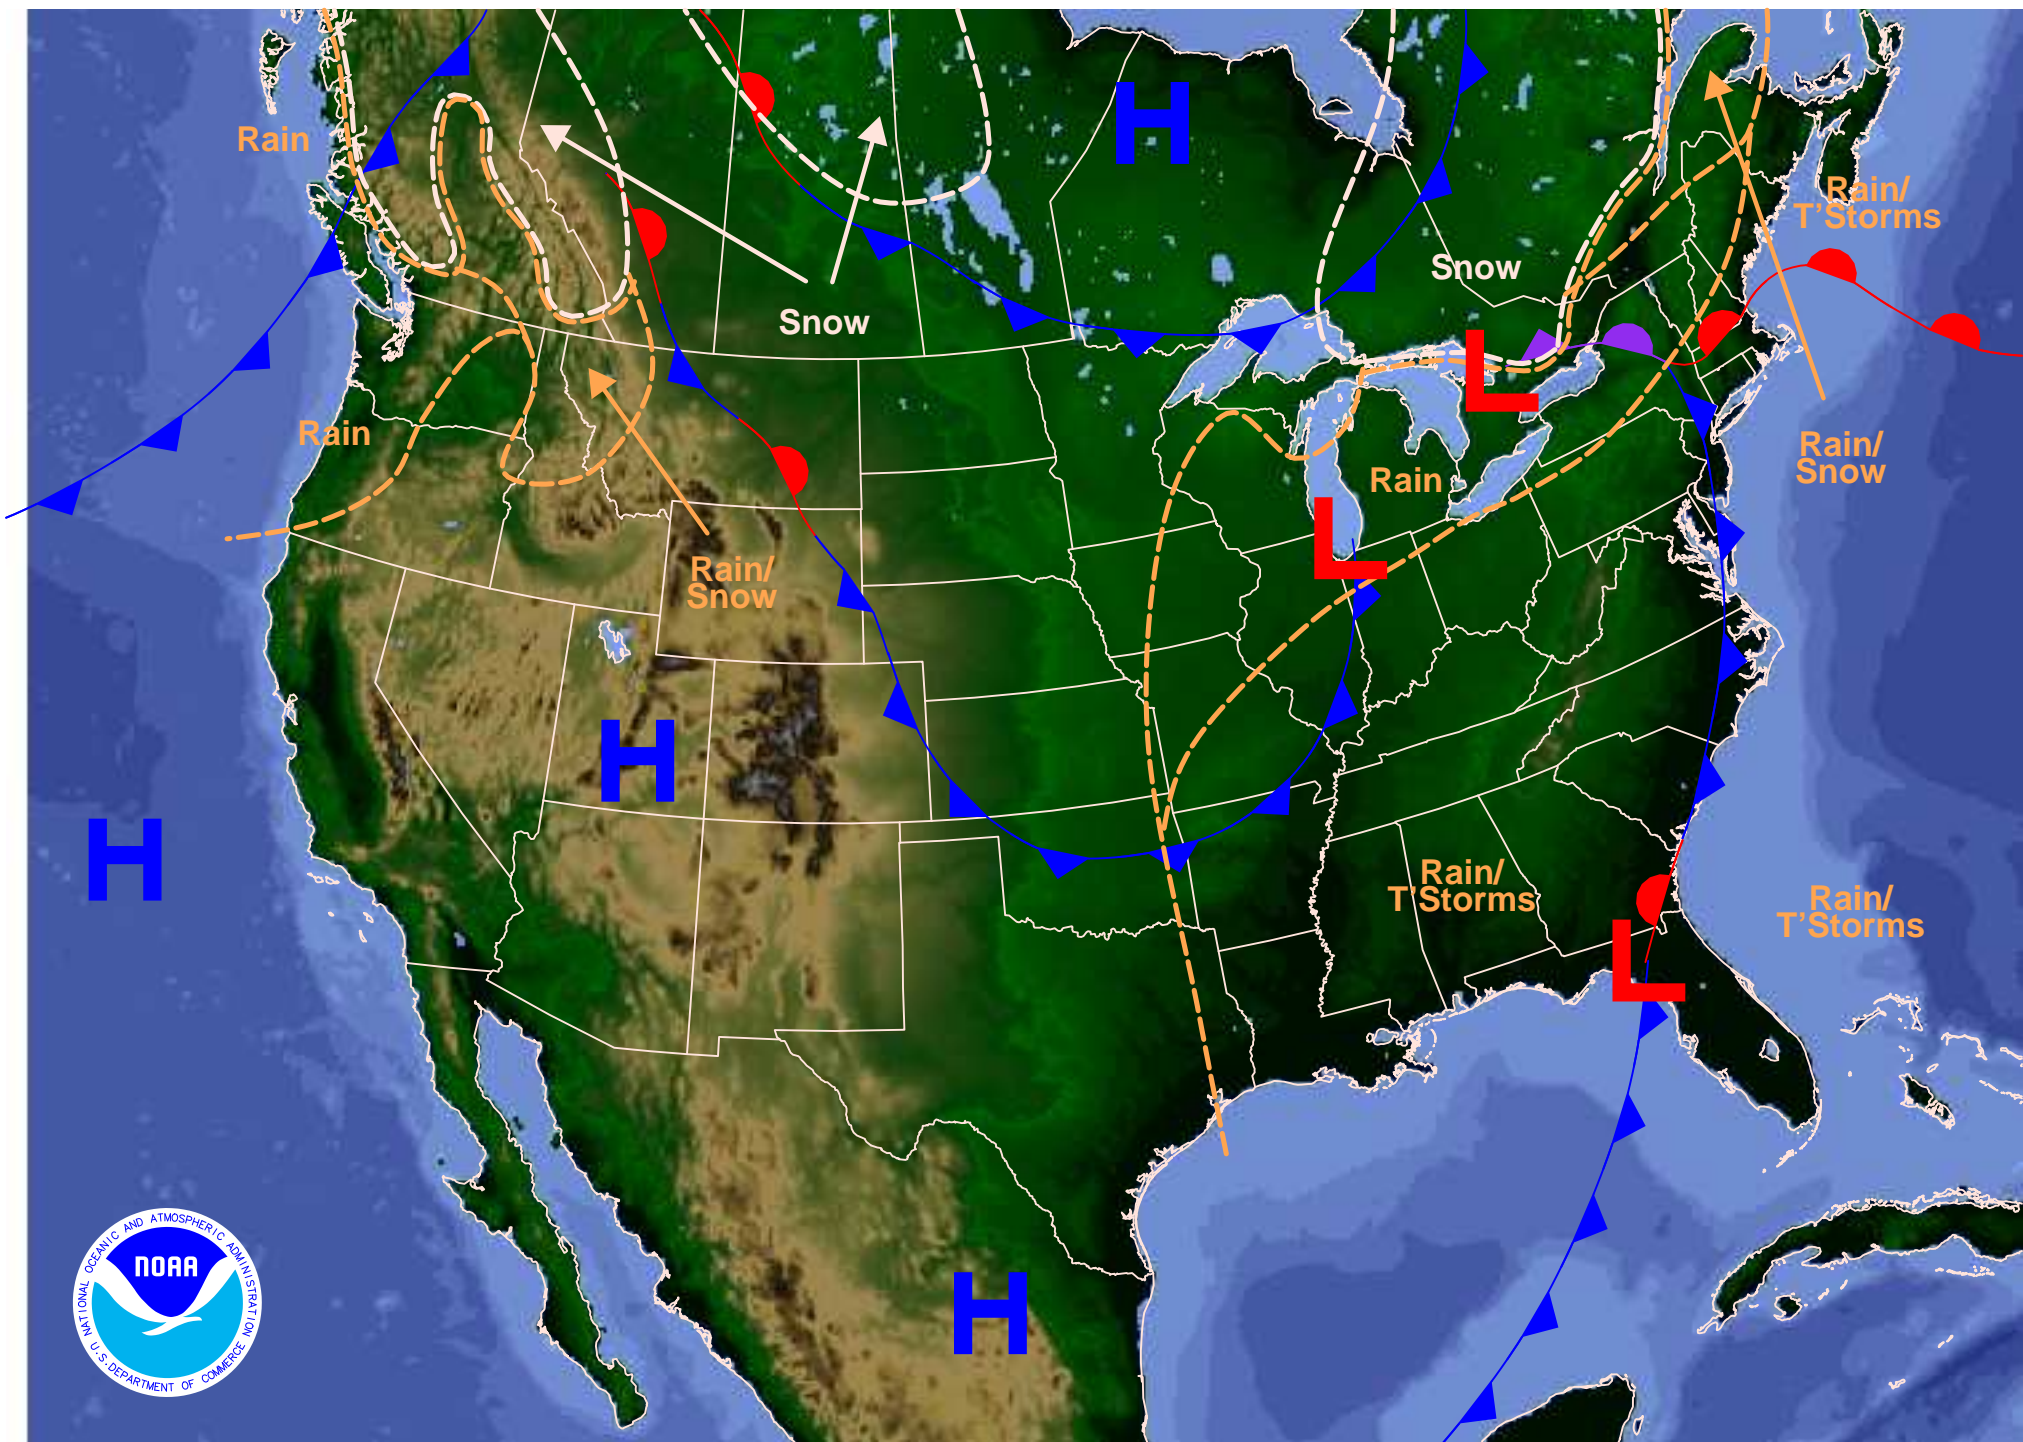 H
Rain
Rain/
T'Storms
Snow
Snow
L
Rain
Rain/
Snow
Rain
L
Rain/
Snow
H
H
Rain/
T'Storms
Rain/
T'Storms
L
NATIONAL OCEANIC AND ATMOSPHERIC ADMINISTRATION
NOAA
U.S. DEPARTMENT OF COMMERCE
H